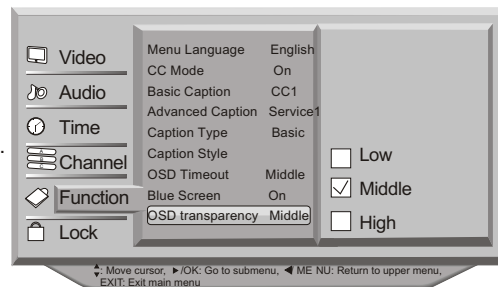 Video
Audio
Time
Channel
Function
Lock
Menu Language English
CC Mode On
Basic Caption CC1
Advanced Caption Service1
Caption Type Basic
Caption Style
OSD Timeout Middle
Blue Screen On
OSD transparency Middle
Low
Middle
High
: Move cursor, ►/OK: Go to submenu, ◄ ME NU: Return to upper menu,
EXIT: Exit main menu